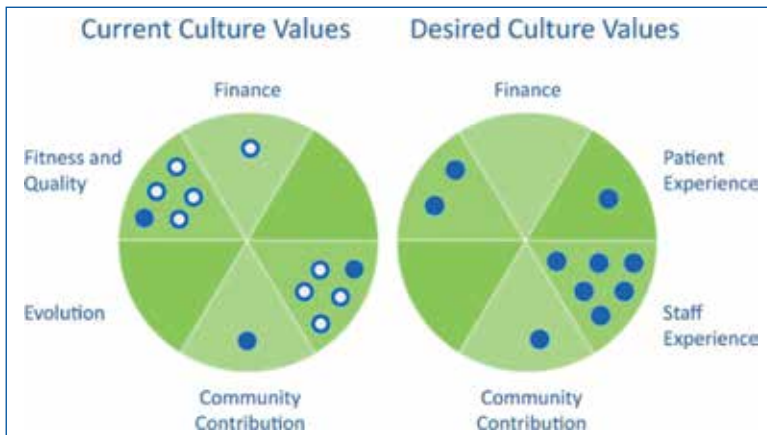 Current Culture Values
Desired Culture Values
Finance
Fitness and
Quality
Evolution
Community
Contribution
Finance
Patient
Experience
Staff
Experience
Community
Contribution